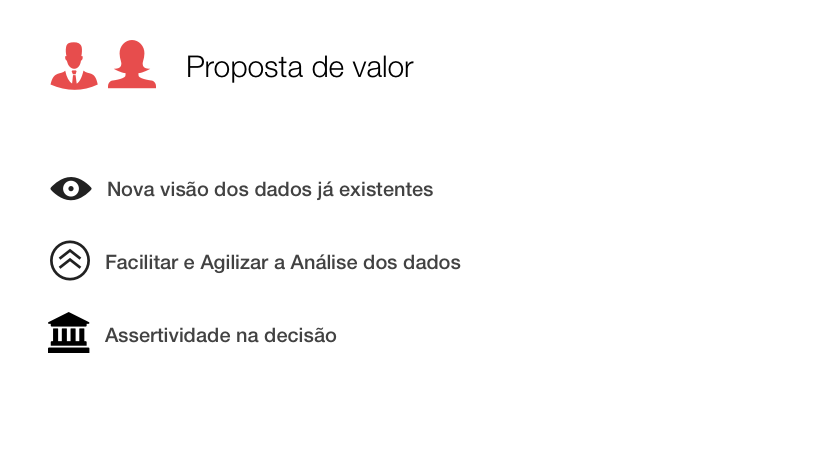 Proposta de valor
Nova visão dos dados já existentes
Facilitar e Agilizar a Análise dos dados
Assertividade na decisão